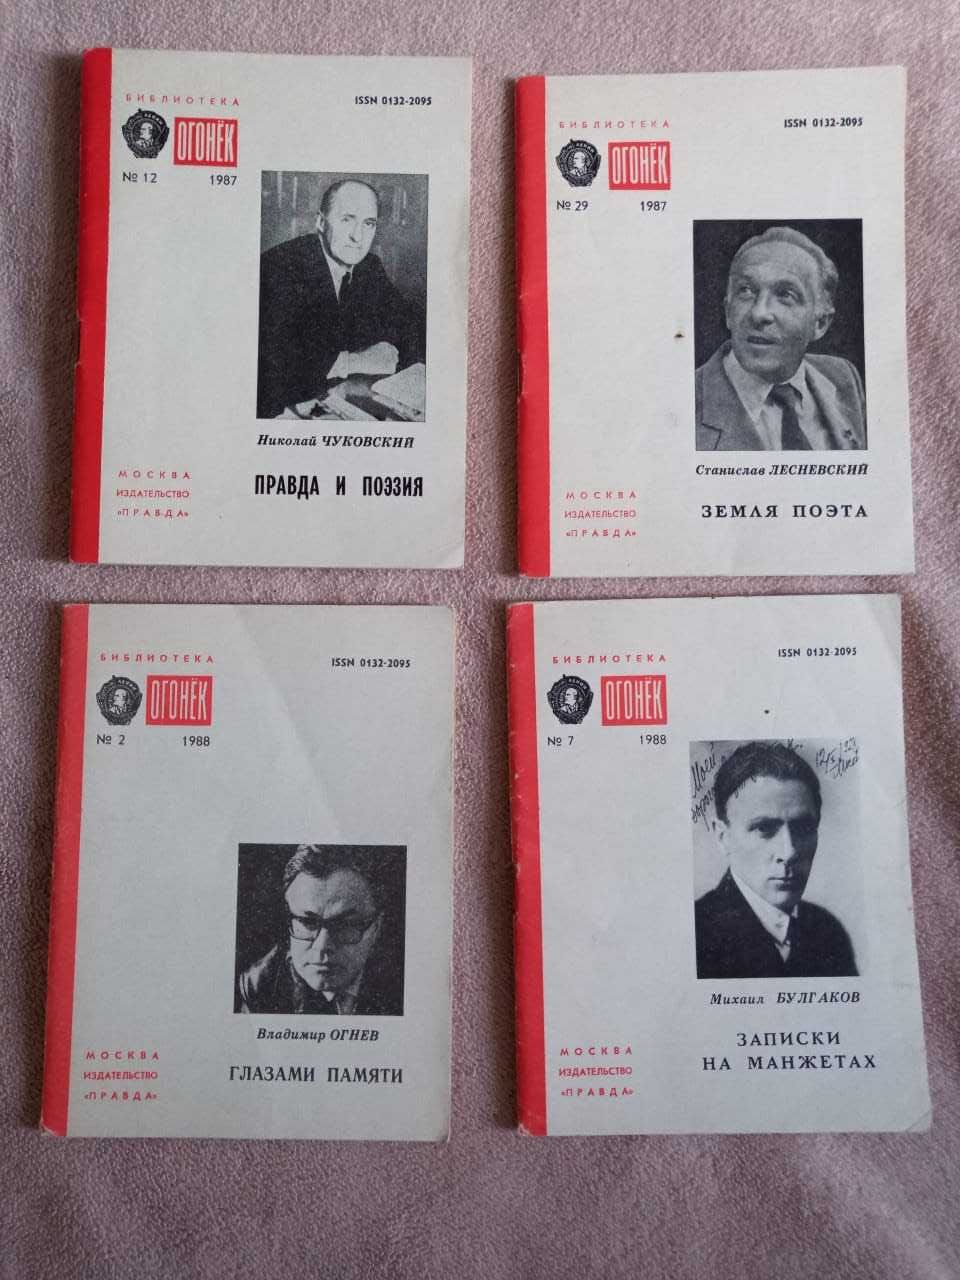 БИБЛИОТЕКА
ISSN 0132-2095
ОГОНЁК
№ 12 1987
Николай ЧУКОВСКИЙ
ПРАВДА И ПОЭЗИЯ
МОСКВА
ИЗДАТЕЛЬСТВО
«ПРАВДА»
БИБЛИОТЕКА
ISSN 0132-2095
ОГОНЁК
№ 29 1987
Станислав ЛЕСНЕВСКИЙ
ЗЕМЛЯ ПОЭТА
МОСКВА
ИЗДАТЕЛЬСТВО
«ПРАВДА»
БИБЛИОТЕКА
ISSN 0132-2095
ЛЕНИН
ОГОНЁК
№ 2 1988
Владимир ОГНЕВ
ГЛАЗАМИ ПАМЯТИ
МОСКВА
ИЗДАТЕЛЬСТВО
«ПРАВДА»
БИБЛИОТЕКА
ISSN 0132-2095
ОГОНЁК
№ 7 1988
Моей
Михаил БУЛГАКОВ
ЗАПИСКИ
НА МАНЖЕТАХ
МОСКВА
ИЗДАТЕЛЬСТВО
«ПРАВДА»